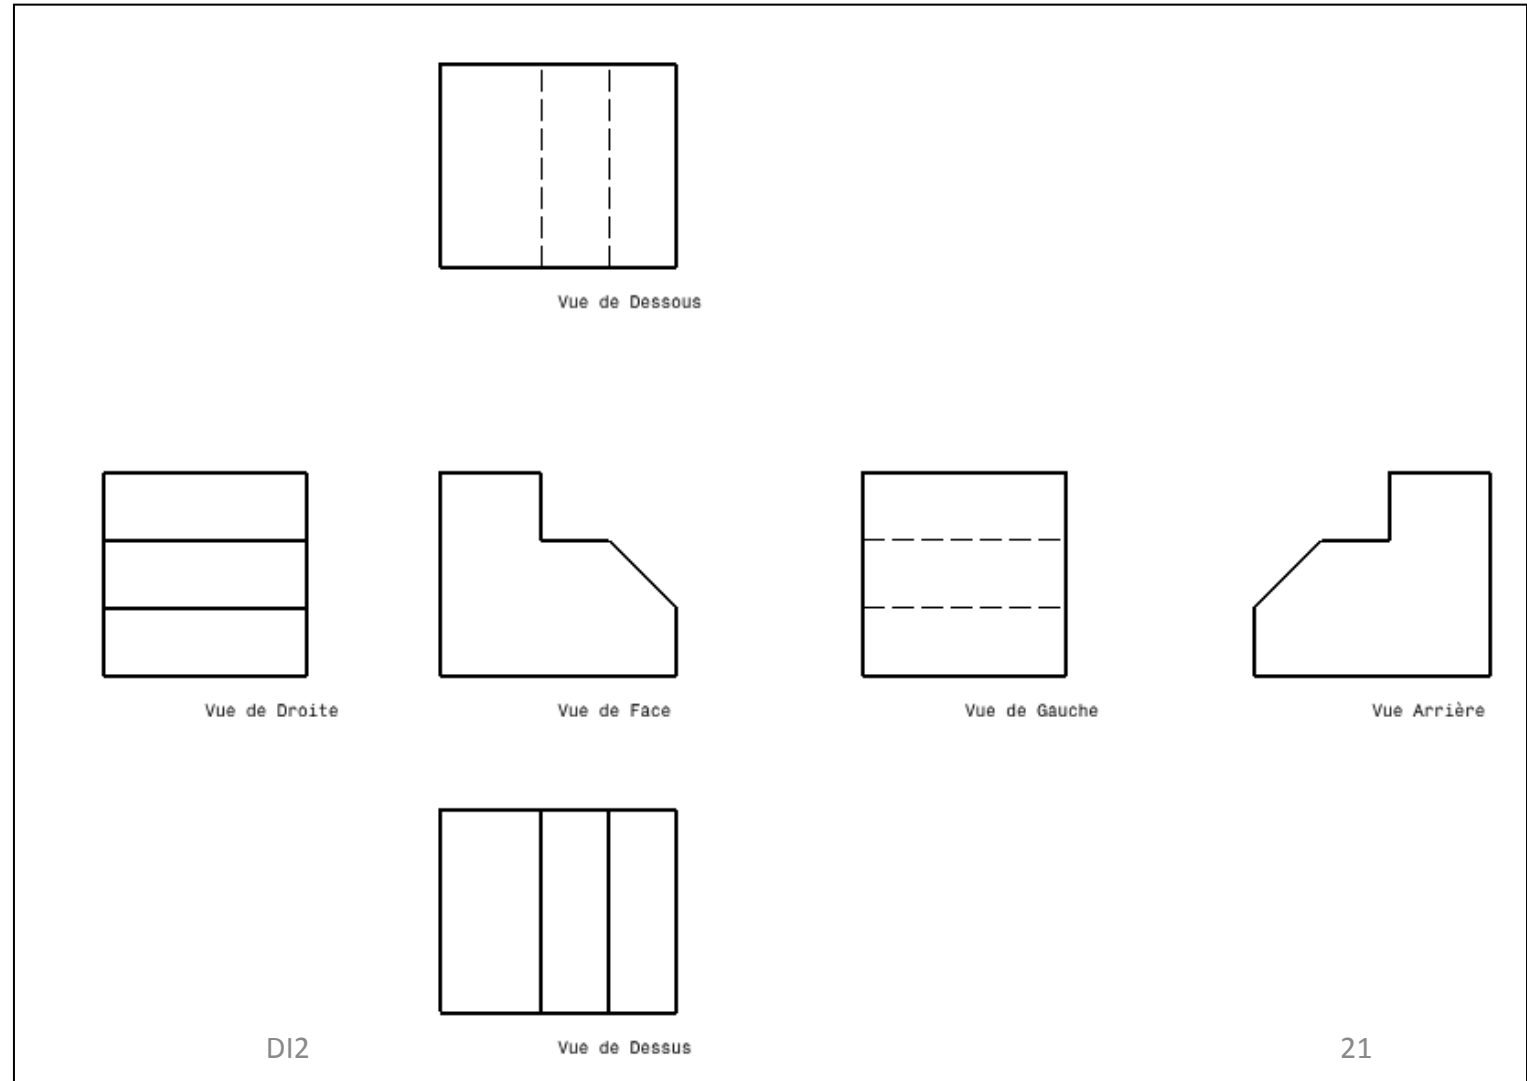 Vue de Dessous
Vue de Droite
Vue de Face
Vue de Gauche
Vue Arrière
Vue de Dessus
DI2
21